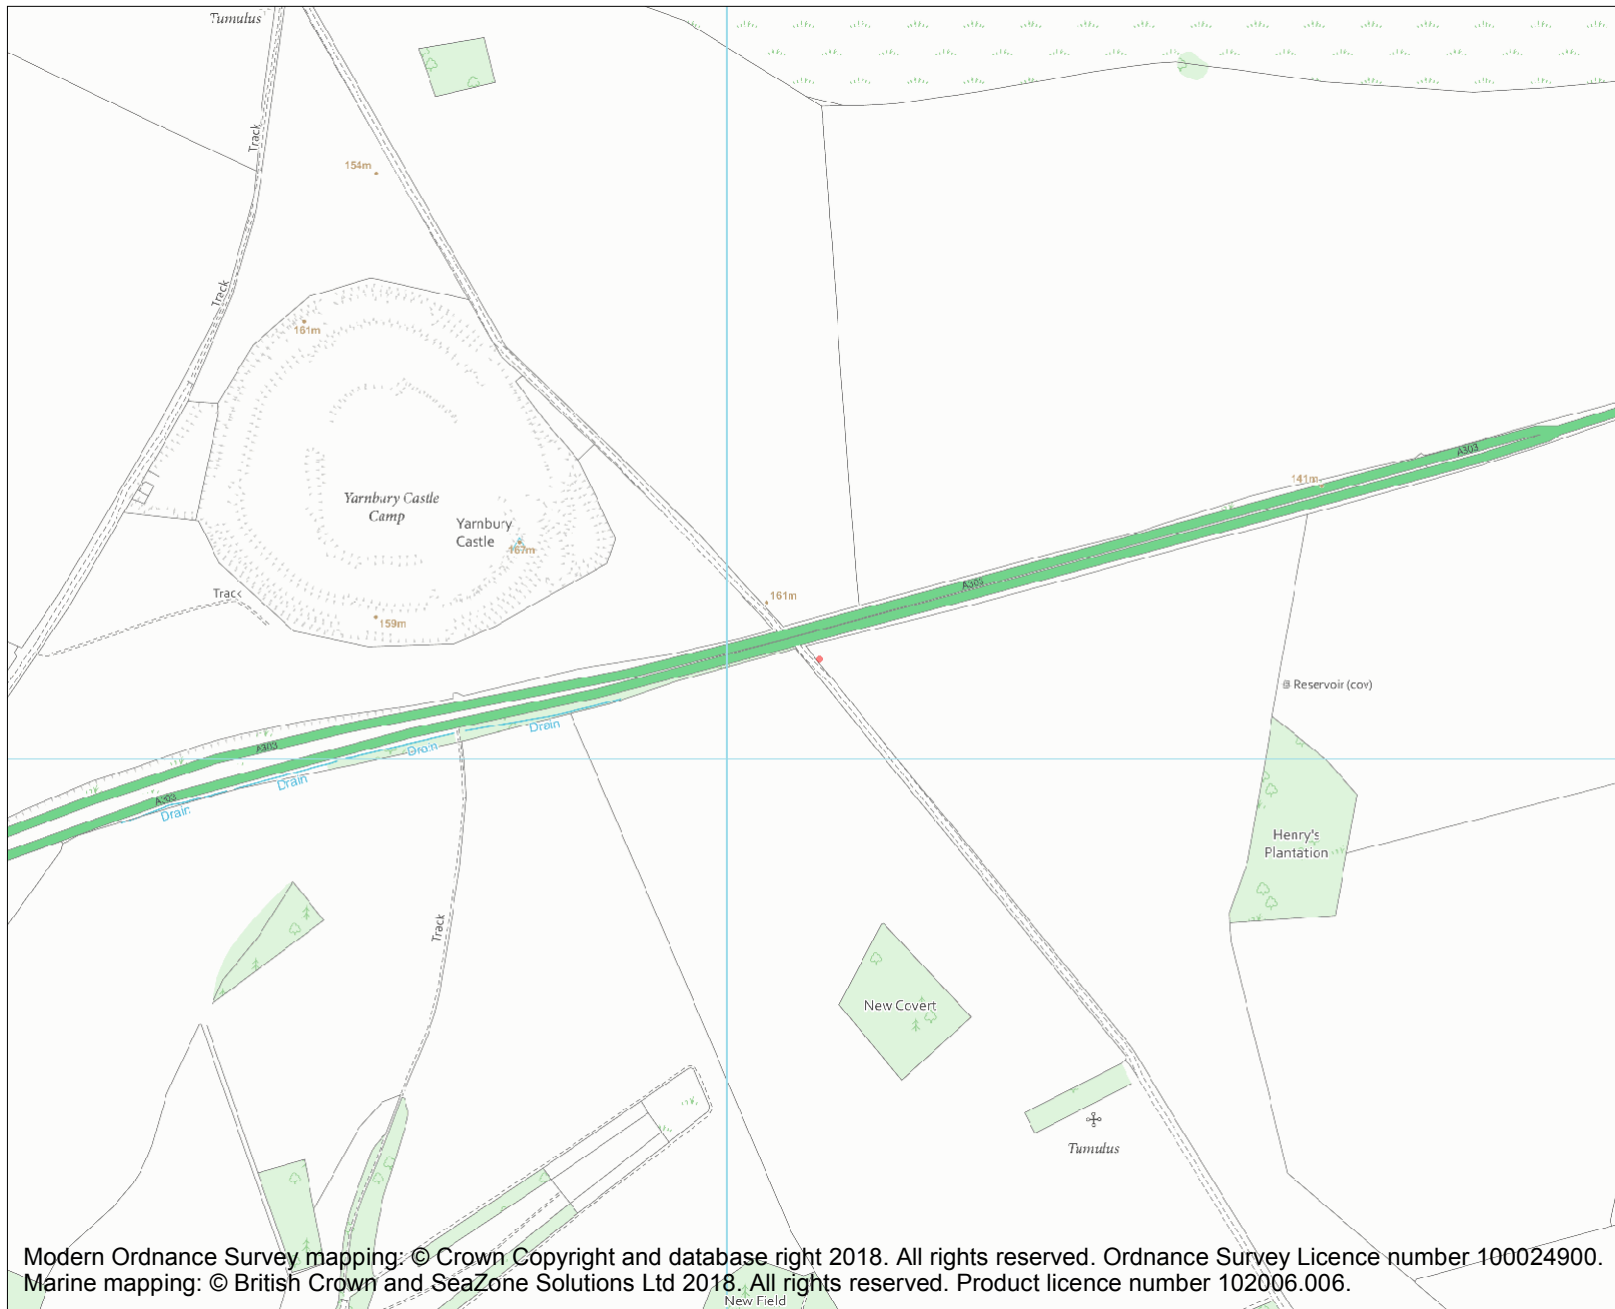 Tumulus
Track
154m
Track
161m
Yarnbury Castle
Camp
Yarnbury
Castle
167m
Track
159m
161m
A303
141m
A303
Reservoir (cov)
A303
Drain
Drain
Drain
A303
Drain
Henry's
Plantation
Track
New Covert
Tumulus
Modern Ordnance Survey mapping: © Crown Copyright and database right 2018. All rights reserved. Ordnance Survey Licence number 100024900.
Marine mapping: © British Crown and SeaZone Solutions Ltd 2018. All rights reserved. Product licence number 102006.006.
New Field